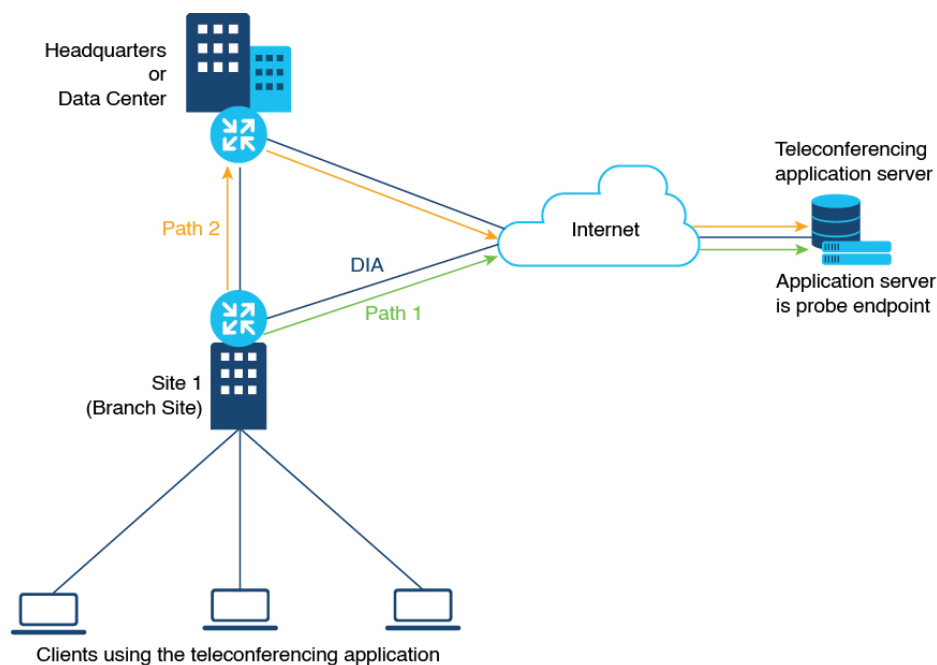 Headquarters
or
Data Center
Teleconferencing
application server
Path 2
Internet
DIA
Path 1
Application server
is probe endpoint
Site 1
(Branch Site)
Clients using the teleconferencing application